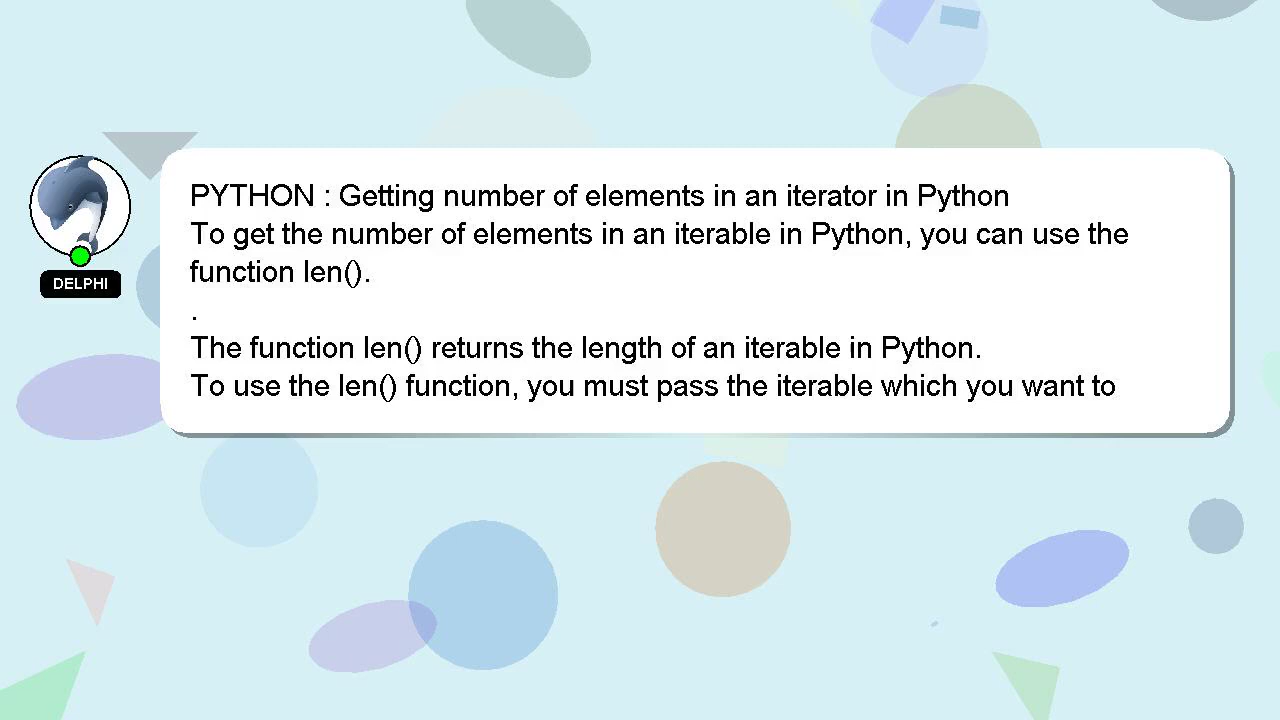 PYTHON : Getting number of elements in an iterator in Python
To get the number of elements in an iterable in Python, you can use the
function len().
.
The function len() returns the length of an iterable in Python.
To use the len() function, you must pass the iterable which you want to
DELPHI